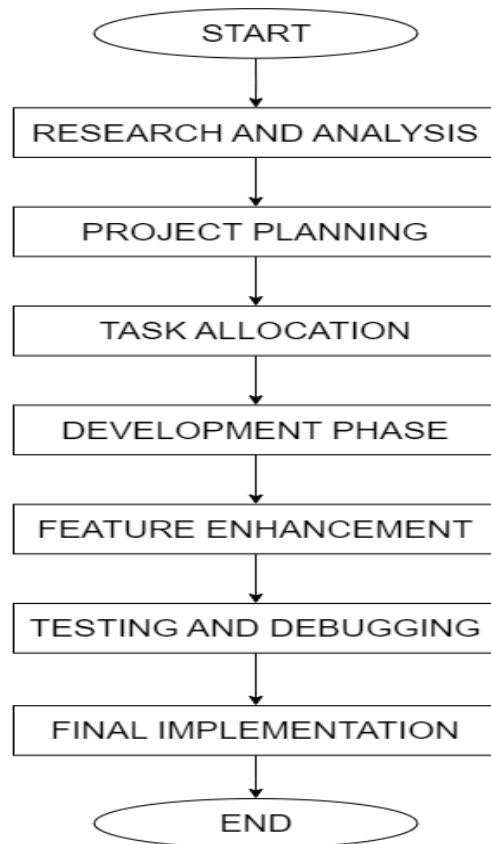 START
RESEARCH AND ANALYSIS
PROJECT PLANNING
TASK ALLOCATION
DEVELOPMENT PHASE
FEATURE ENHANCEMENT
TESTING AND DEBUGGING
FINAL IMPLEMENTATION
END